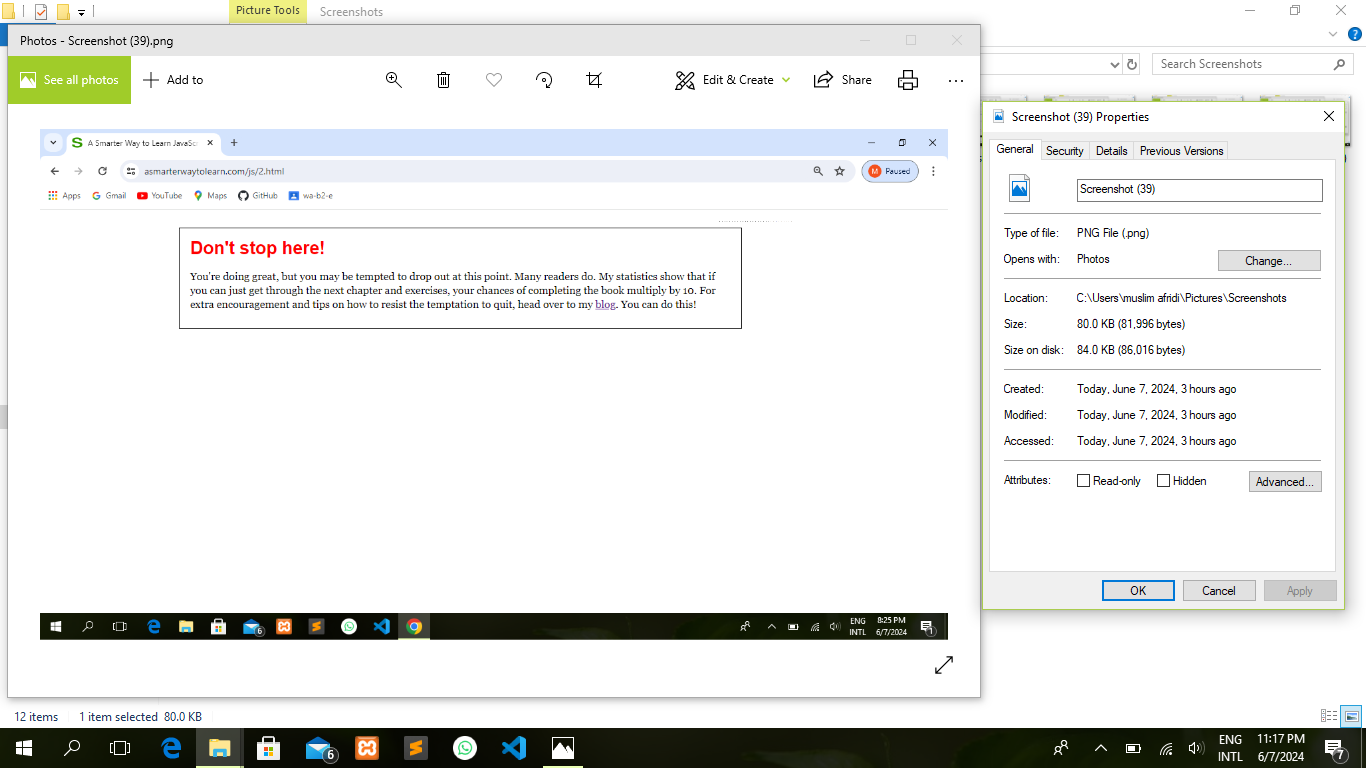 Picture Tools
Screenshots
Photos - Screenshot (39).png
See all photos
Add to
Edit & Create
Share
Search Screenshots
A Smarter Way to Learn JavaSc
asmarterwaytolearn.com/js/2.html
M Paused
Apps
Gmail
YouTube
Maps
GitHub
wa-b2-e
Don't stop here!
You're doing great, but you may be tempted to drop out at this point. Many readers do. My statistics show that if
you can just get through the next chapter and exercises, your chances of completing the book multiply by 10. For
extra encouragement and tips on how to resist the temptation to quit, head over to my blog. You can do this!
6
ENG
INTL
8:25 PM
6/7/2024
1
Screenshot (39) Properties
General
Security
Details
Previous Versions
Screenshot (39)
Type of file:
PNG File (.png)
Opens with:
Photos
Change...
Location:
C:\Users\muslim afridi\Pictures\Screenshots
Size:
80.0 KB (81,996 bytes)
Size on disk:
84.0 KB (86,016 bytes)
Created:
Today, June 7, 2024, 3 hours ago
Modified:
Today, June 7, 2024, 3 hours ago
Accessed:
Today, June 7, 2024, 3 hours ago
Attributes:
Read-only
Hidden
Advanced...
OK
Cancel
Apply
12 items
1 item selected 80.0 KB
6
ENG
INTL
11:17 PM
6/7/2024
7